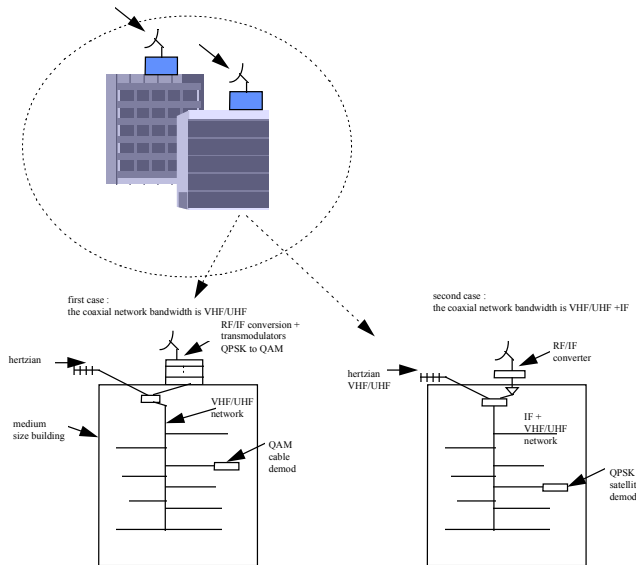 first case :
the coaxial network bandwidth is VHF/UHF
RF/IF conversion +
transmodulators
QPSK to QAM
hertzian
VHF/UHF
network
medium
size building
QAM
cable
demod
second case :
the coaxial network bandwidth is VHF/UHF +IF
RF/IF
converter
hertzian
VHF/UHF
IF +
VHF/UHF
network
QPSK
satellit
demod